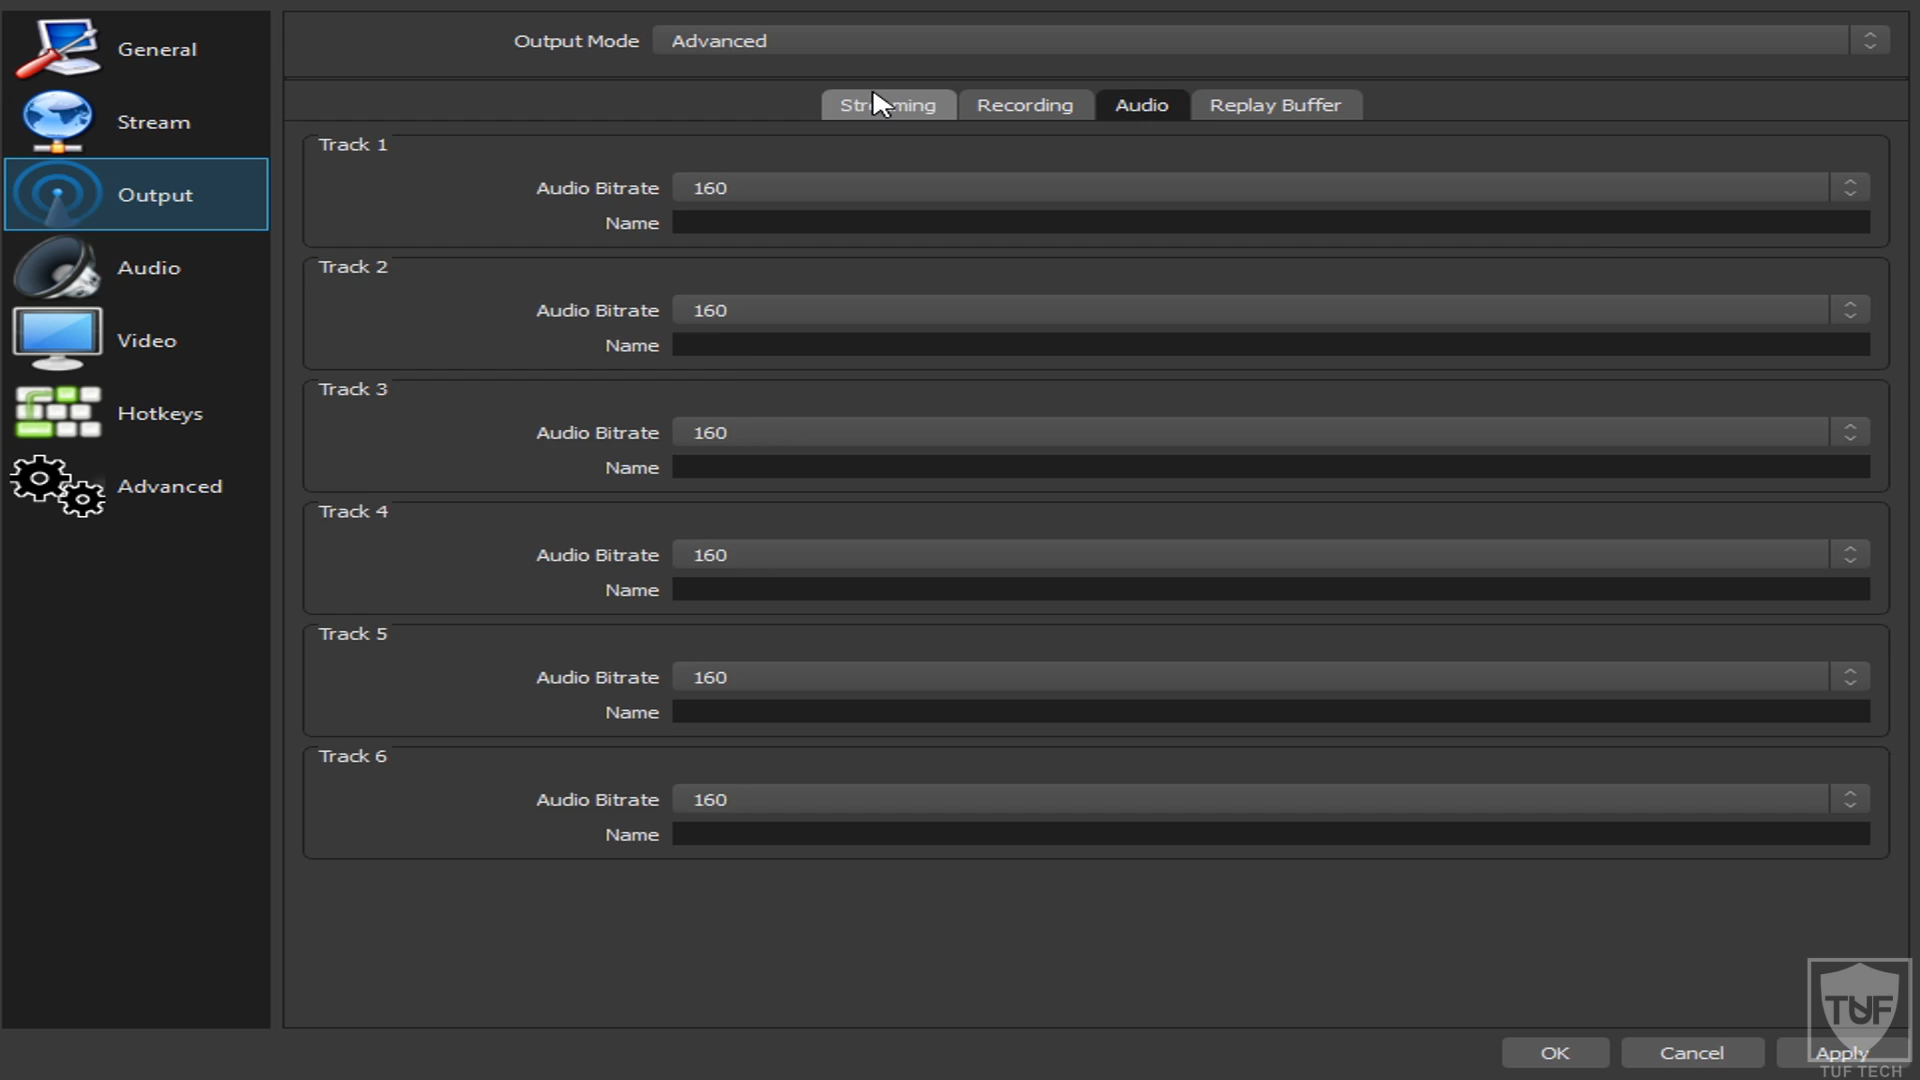 General
Stream
Output
Audio
Video
Hotkeys
Advanced
Output Mode Advanced
Streaming Recording Audio Replay Buffer
Track 1
Audio Bitrate 160
Name
Track 2
Audio Bitrate 160
Name
Track 3
Audio Bitrate 160
Name
Track 4
Audio Bitrate 160
Name
Track 5
Audio Bitrate 160
Name
Track 6
Audio Bitrate 160
Name
OK Cancel Apply
TUF
TUF TECH